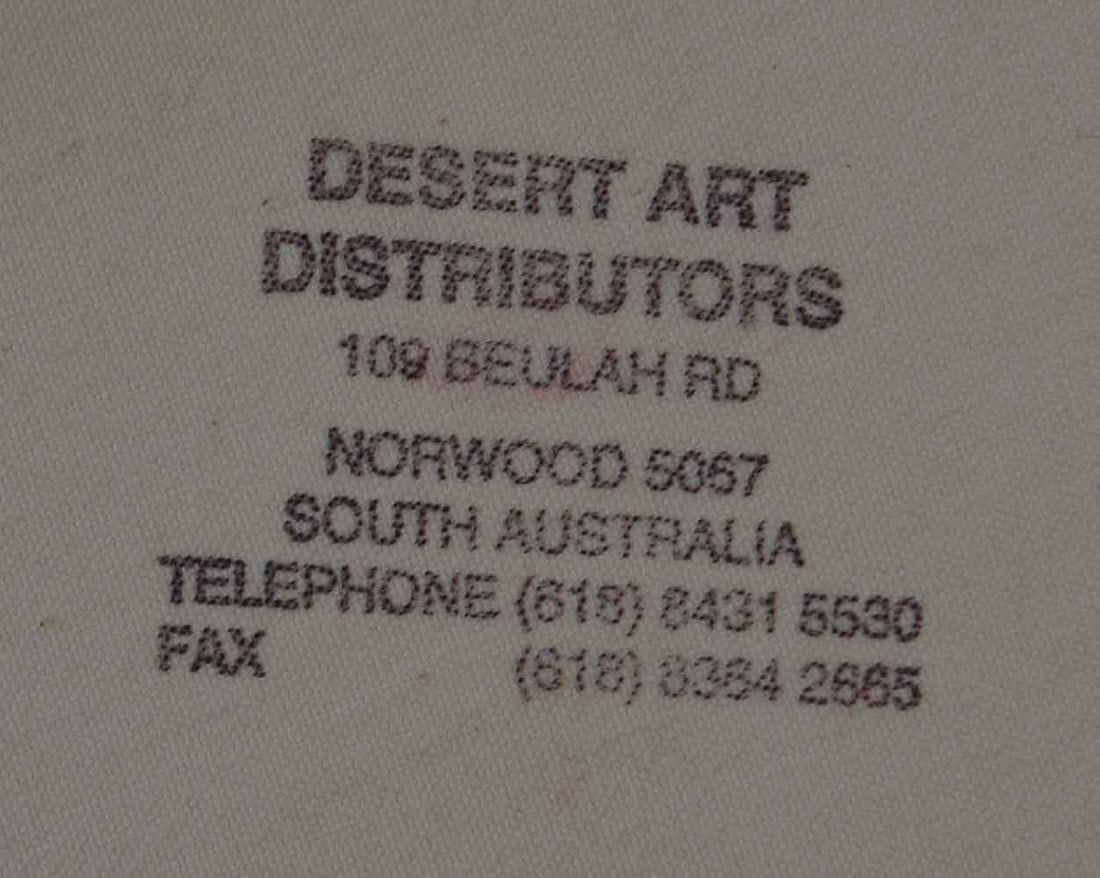 DESERT ART
DISTRIBUTORS
109 BEULAH RD
NORWOOD 5067
SOUTH AUSTRALIA
TELEPHONE (618) 8431 5530
FAX (618) 8364 2665